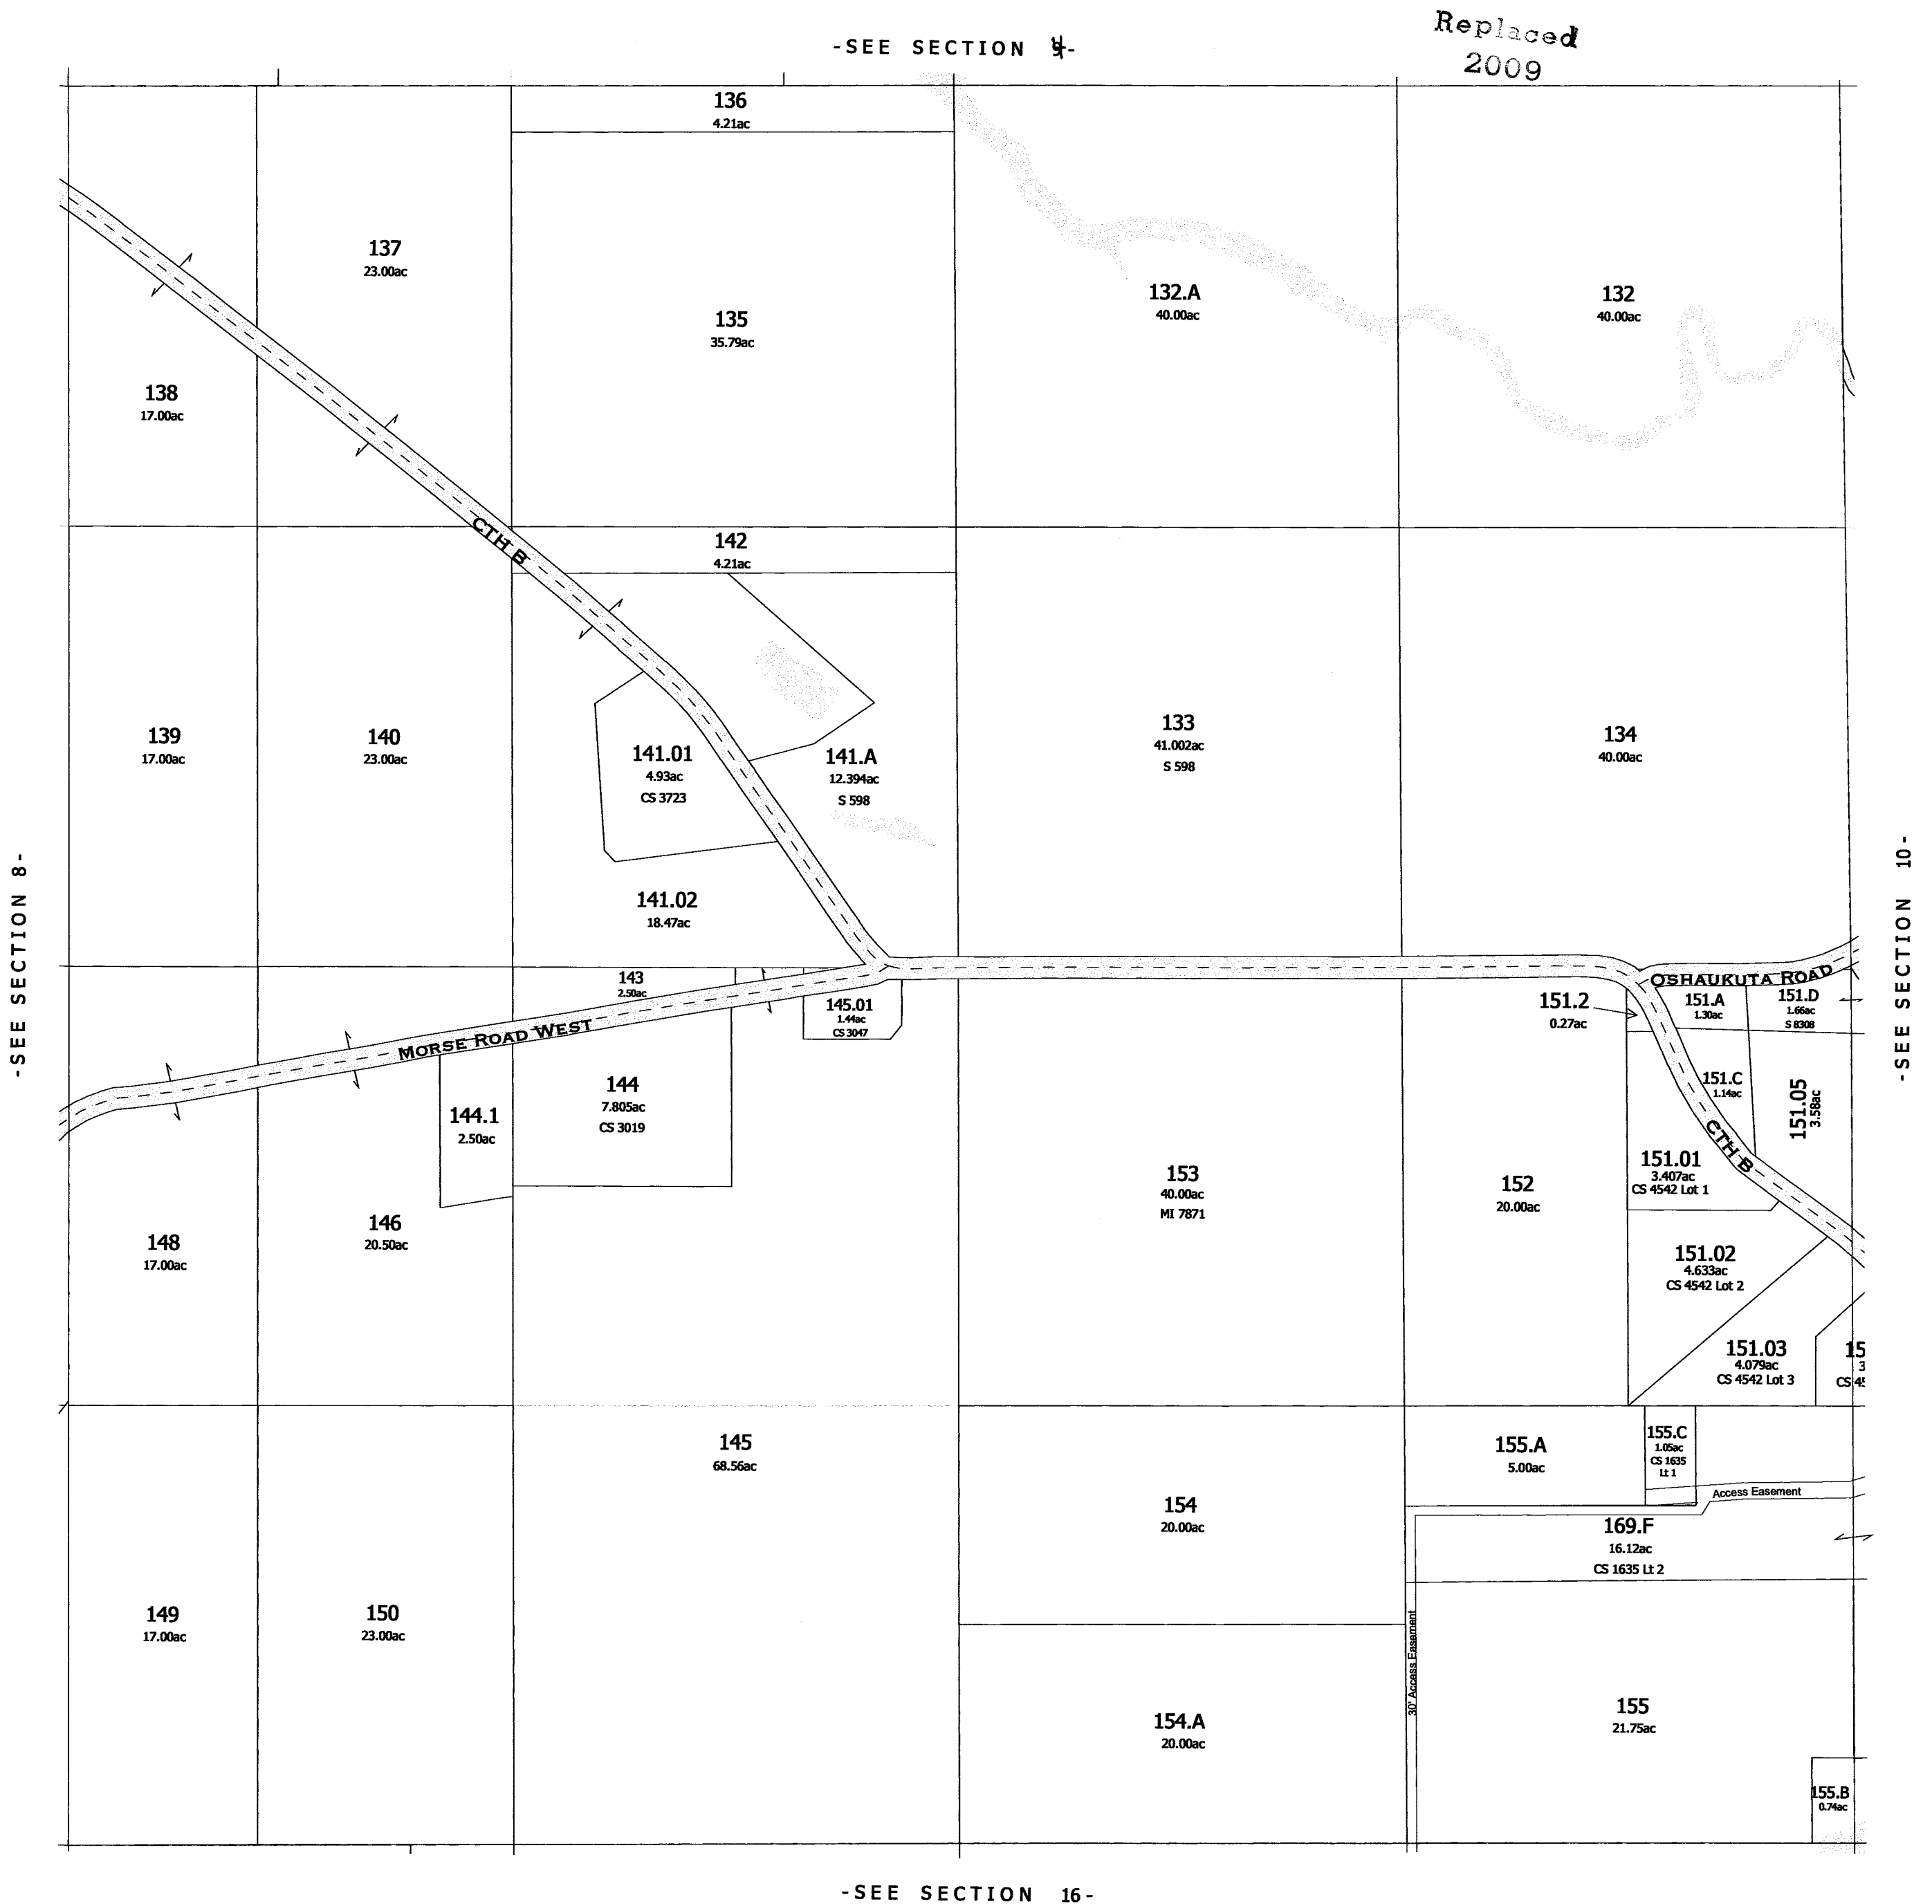 Replaced
2009
-SEE SECTION 4-
136
4.21ac
137
23.00ac
135
35.79ac
132.A
40.00ac
132
40.00ac
138
17.00ac
CTH B
142
4.21ac
139
17.00ac
140
23.00ac
141.01
4.93ac
CS 3723
141.A
12.394ac
S 598
133
41.002ac
S 598
134
40.00ac
141.02
18.47ac
-SEE SECTION 8-
-SEE SECTION 10-
143
2.50ac
MORSE ROAD WEST
145.01
1.44ac
CS 3047
OSHAUKUTA ROAD
151.2
0.27ac
151.A
1.30ac
151.D
1.66ac
S 8308
144.1
2.50ac
144
7.805ac
CS 3019
151.C
1.14ac
151.05
3.58ac
CTH B
151.01
3.407ac
CS 4542 Lot 1
153
40.00ac
MI 7871
152
20.00ac
148
17.00ac
146
20.50ac
151.02
4.633ac
CS 4542 Lot 2
151.03
4.079ac
CS 4542 Lot 3
15
3
CS 45
145
68.56ac
155.A
5.00ac
155.C
1.05ac
CS 1635
Lt 1
Access Easement
154
20.00ac
169.F
16.12ac
CS 1635 Lt 2
149
17.00ac
150
23.00ac
30' Access Easement
154.A
20.00ac
155
21.75ac
155.B
0.74ac
-SEE SECTION 16-